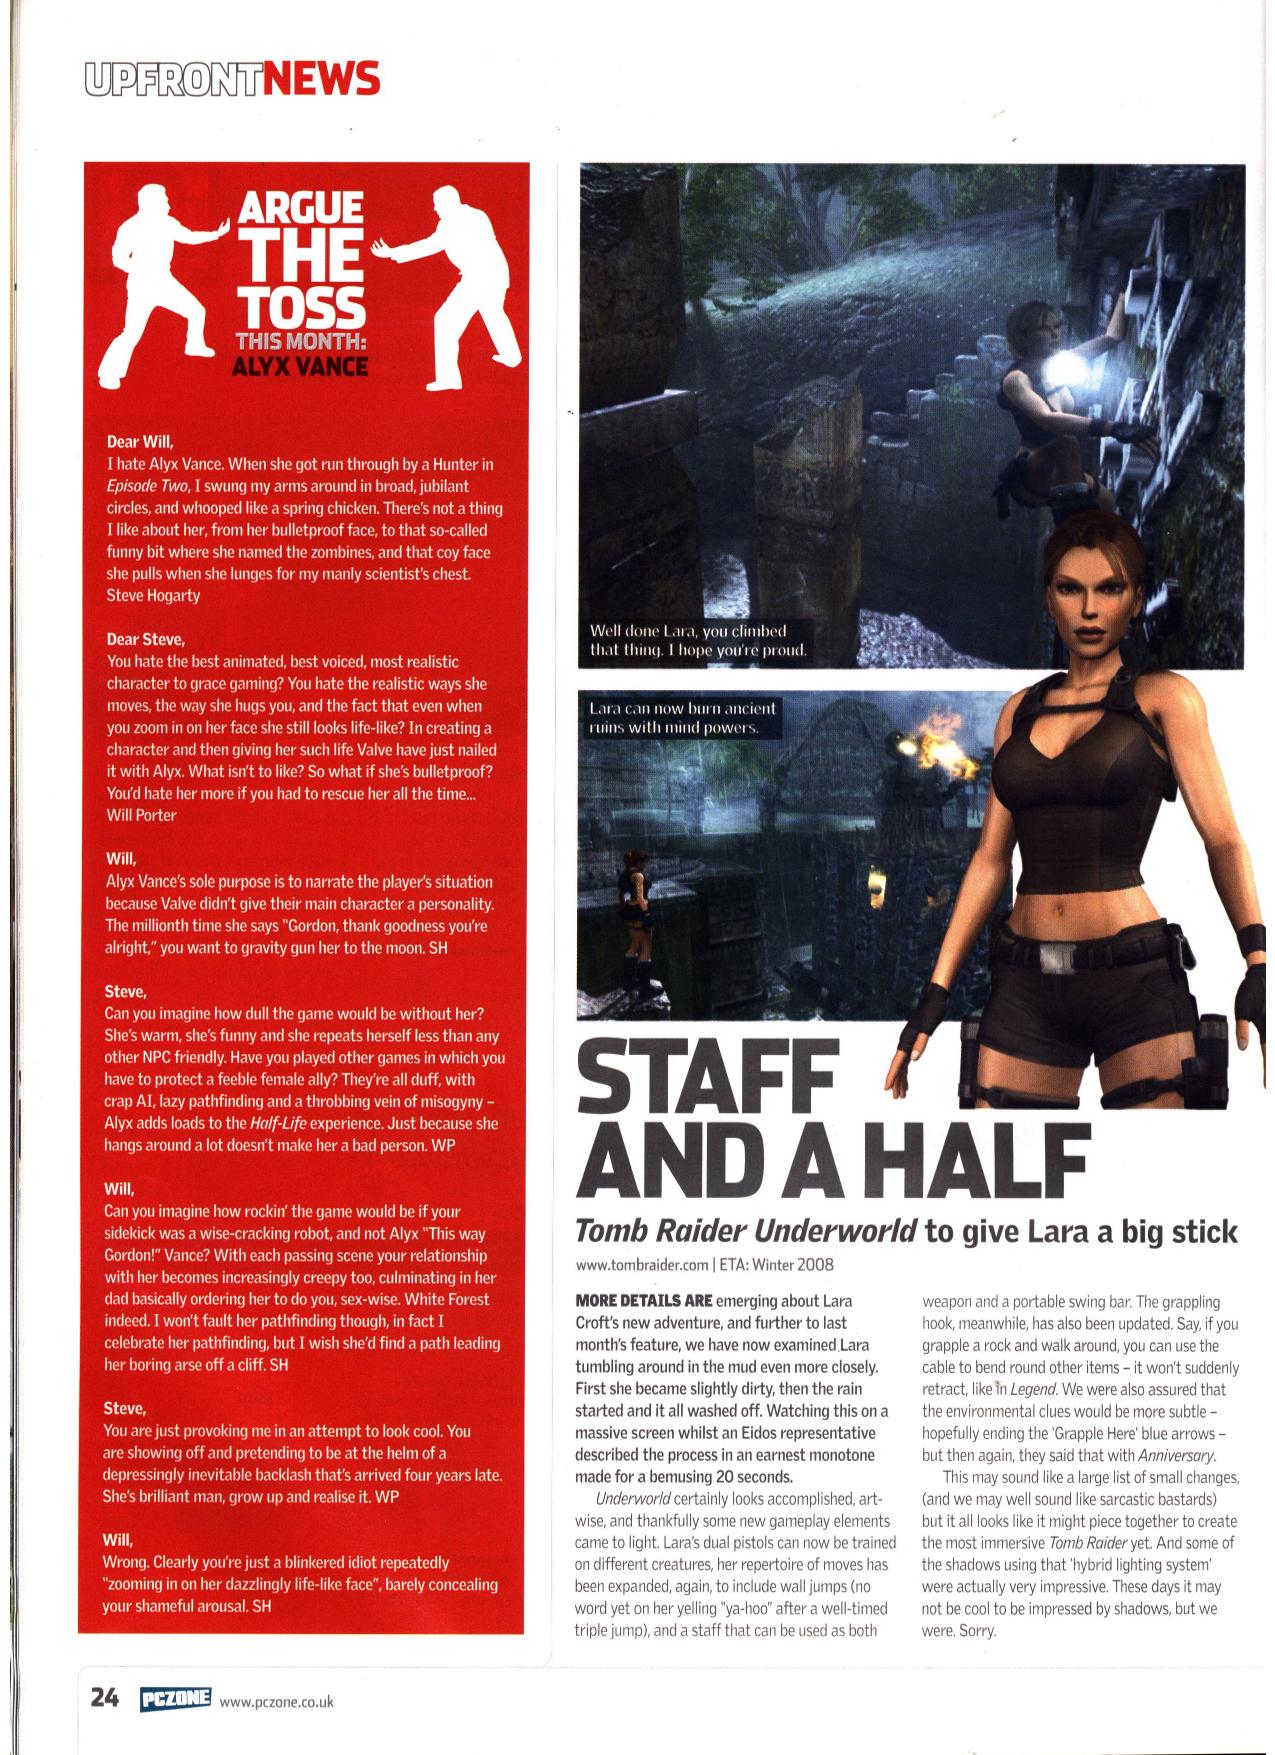 UPFRONTNEWS
ARGUE
THE
TOSS
THIS MONTH:
ALYX VANCE
Dear Will,
I hate Alyx Vance. When she got run through by a Hunter in
Episode Two, I swung my arms around in broad, jubilant
circles, and whooped like a spring chicken. There's not a thing
I like about her, from her bulletproof face, to that so-called
funny bit where she named the zombines, and that coy face
she pulls when she lunges for my manly scientist's chest.
Steve Hogarty
Dear Steve,
You hate the best animated, best voiced, most realistic
character to grace gaming? You hate the realistic ways she
moves, the way she hugs you, and the fact that even when
you zoom in on her face she still looks life-like? In creating a
character and then giving her such life Valve have just nailed
it with Alyx. What isn't to like? So what if she's bulletproof?
You'd hate her more if you had to rescue her all the time...
Will Porter
Will,
Alyx Vance's sole purpose is to narrate the player's situation
because Valve didn't give their main character a personality.
The millionth time she says "Gordon, thank goodness you're
alright," you want to gravity gun her to the moon. SH
Steve,
Can you imagine how dull the game would be without her?
She's warm, she's funny and she repeats herself less than any
other NPC friendly. Have you played other games in which you
have to protect a feeble female ally? They're all duff, with
crap AI, lazy pathfinding and a throbbing vein of misogyny –
Alyx adds loads to the Half-Life experience. Just because she
hangs around a lot doesn't make her a bad person. WP
Will,
Can you imagine how rockin' the game would be if your
sidekick was a wise-cracking robot, and not Alyx "This way
Gordon!" Vance? With each passing scene your relationship
with her becomes increasingly creepy too, culminating in her
dad basically ordering her to do you, sex-wise. White Forest
indeed. I won't fault her pathfinding though, in fact I
celebrate her pathfinding, but I wish she'd find a path leading
her boring arse off a cliff. SH
Steve,
You are just provoking me in an attempt to look cool. You
are showing off and pretending to be at the helm of a
depressingly inevitable backlash that's arrived four years late.
She's brilliant man, grow up and realise it. WP
Will,
Wrong. Clearly you're just a blinkered idiot repeatedly
"zooming in on her dazzlingly life-like face", barely concealing
your shameful arousal. SH
Well done Lara, you climbed
that thing. I hope you're proud.
Lara can now burn ancient
ruins with mind powers.
STAFF
AND A HALF
Tomb Raider Underworld to give Lara a big stick
www.tombraider.com | ETA: Winter 2008
MORE DETAILS ARE emerging about Lara
Croft's new adventure, and further to last
month's feature, we have now examined Lara
tumbling around in the mud even more closely.
First she became slightly dirty, then the rain
started and it all washed off. Watching this on a
massive screen whilst an Eidos representative
described the process in an earnest monotone
made for a bemusing 20 seconds.
Underworld certainly looks accomplished, art-
wise, and thankfully some new gameplay elements
came to light. Lara's dual pistols can now be trained
on different creatures, her repertoire of moves has
been expanded, again, to include wall jumps (no
word yet on her yelling "ya-hoo" after a well-timed
triple jump), and a staff that can be used as both
weapon and a portable swing bar. The grappling
hook, meanwhile, has also been updated. Say, if you
grapple a rock and walk around, you can use the
cable to bend round other items – it won't suddenly
retract, like in Legend. We were also assured that
the environmental clues would be more subtle –
hopefully ending the 'Grapple Here' blue arrows –
but then again, they said that with Anniversary.
This may sound like a large list of small changes,
(and we may well sound like sarcastic bastards)
but it all looks like it might piece together to create
the most immersive Tomb Raider yet. And some of
the shadows using that 'hybrid lighting system'
were actually very impressive. These days it may
not be cool to be impressed by shadows, but we
were. Sorry.
24 PCZONE www.pczone.co.uk